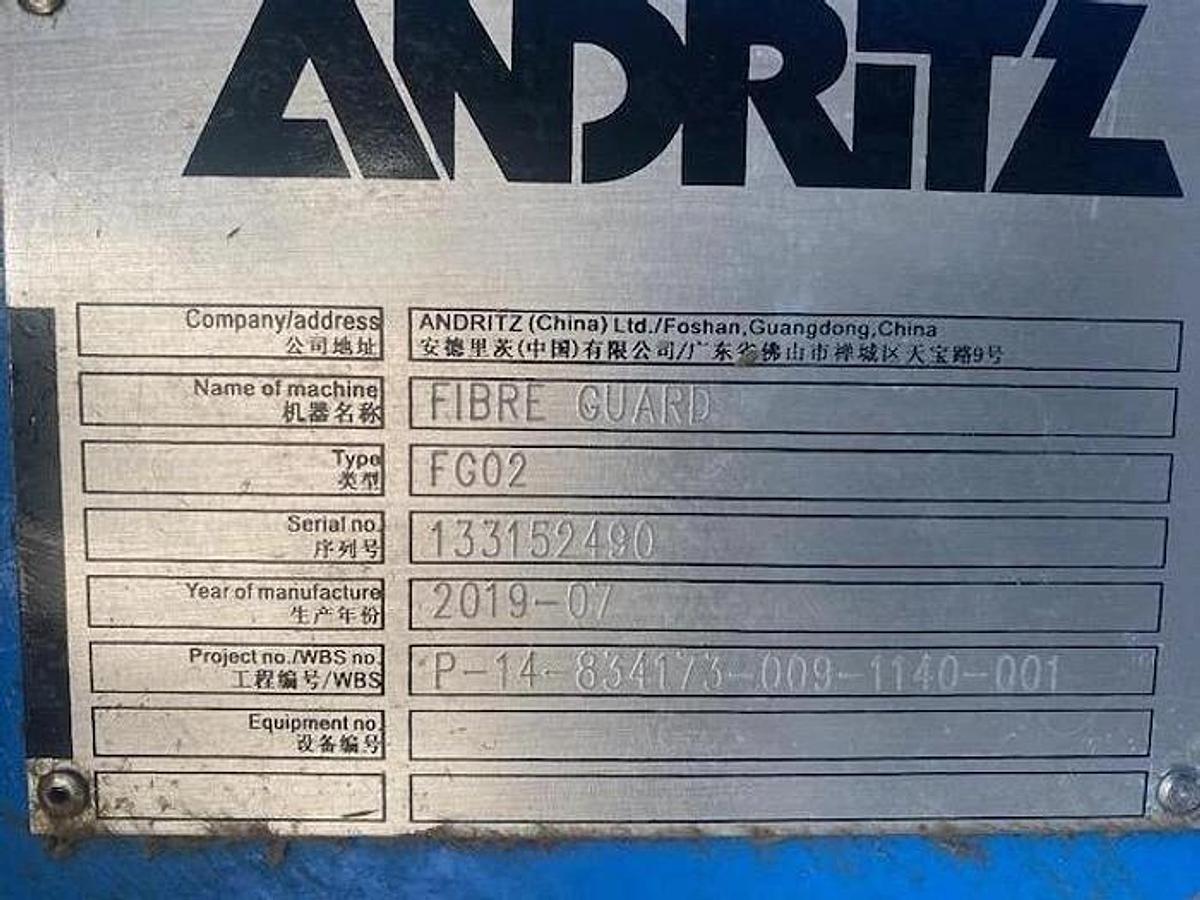 ANDRITZ
Company/address
公司地址
ANDRITZ (China) Ltd./Foshan,Guangdong,China
安德里茨(中国)有限公司/广东省佛山市禅城区天宝路9号
Name of machine
机器名称
FIBRE GUARD
Type
类型
FG02
Serial no.
序列号
133152490
Year of manufacture
生产年份
2019-07
Project no./WBS no.
工程编号/WBS
P-14-834173-009-1140-001
Equipment no.
设备编号